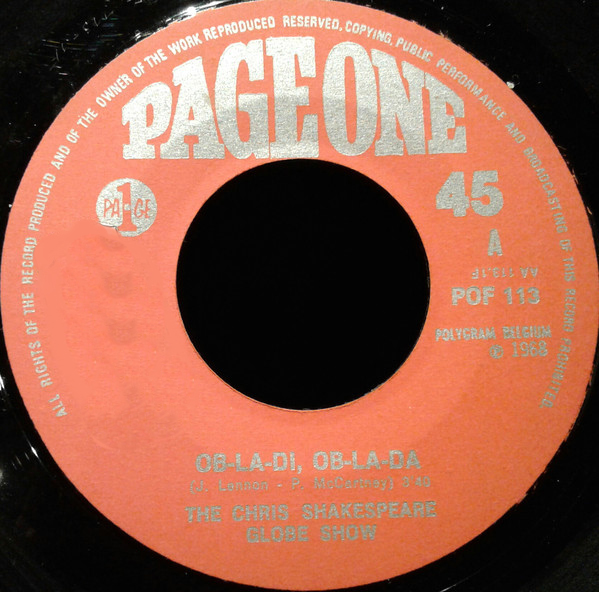 ALL RIGHTS OF THE RECORD PRODUCED AND OF THE OWNER OF THE WORK REPRODUCED RESERVED, COPYING, PUBLIC PERFORMANCE AND BROADCASTING OF THIS RECORD PROHIBITED.
PAGE ONE
PA1GE
45
A
POF 113
POLYGRAM BELGIUM
℗ 1968
OB-LA-DI, OB-LA-DA
(J. Lennon - P. McCartney)
THE CHRIS SHAKESPEARE
GLOBE SHOW